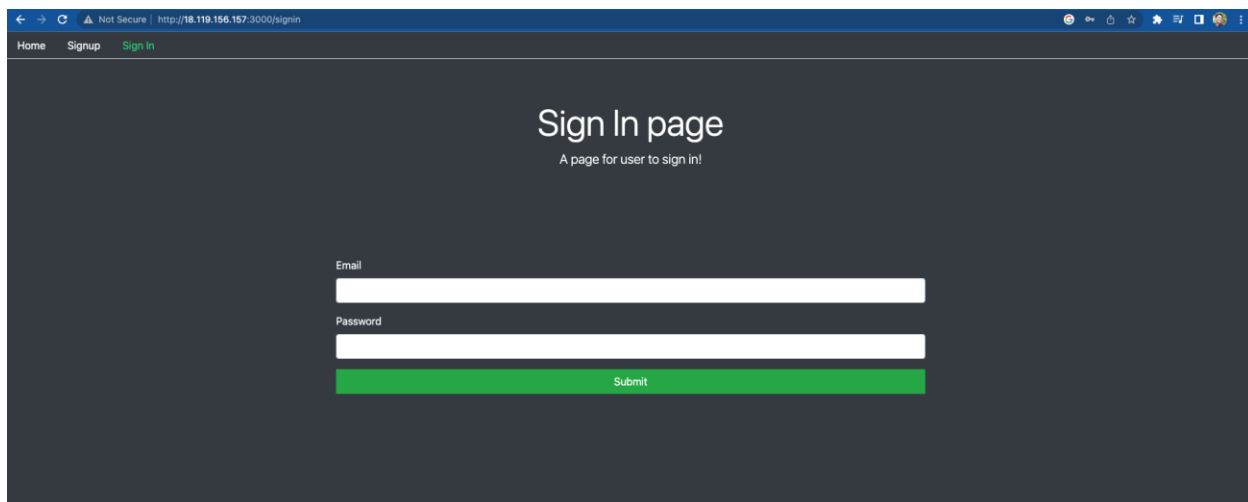 Not Secure http://18.119.156.157:3000/signin
Home Signup Sign In
Sign In page
A page for user to sign in!
Email
Password
Submit